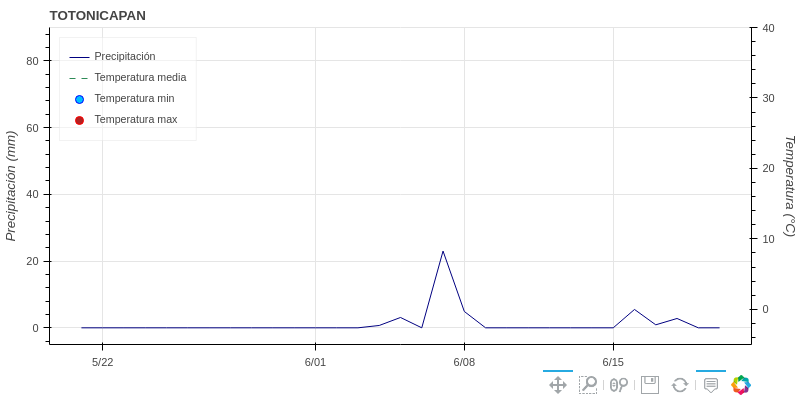 TOTONICAPAN
Precipitación
Temperatura media
Temperatura min
Temperatura max
Precipitación (mm)
80
60
40
20
0
Temperatura (°C)
40
30
20
10
0
5/22
6/01
6/08
6/15